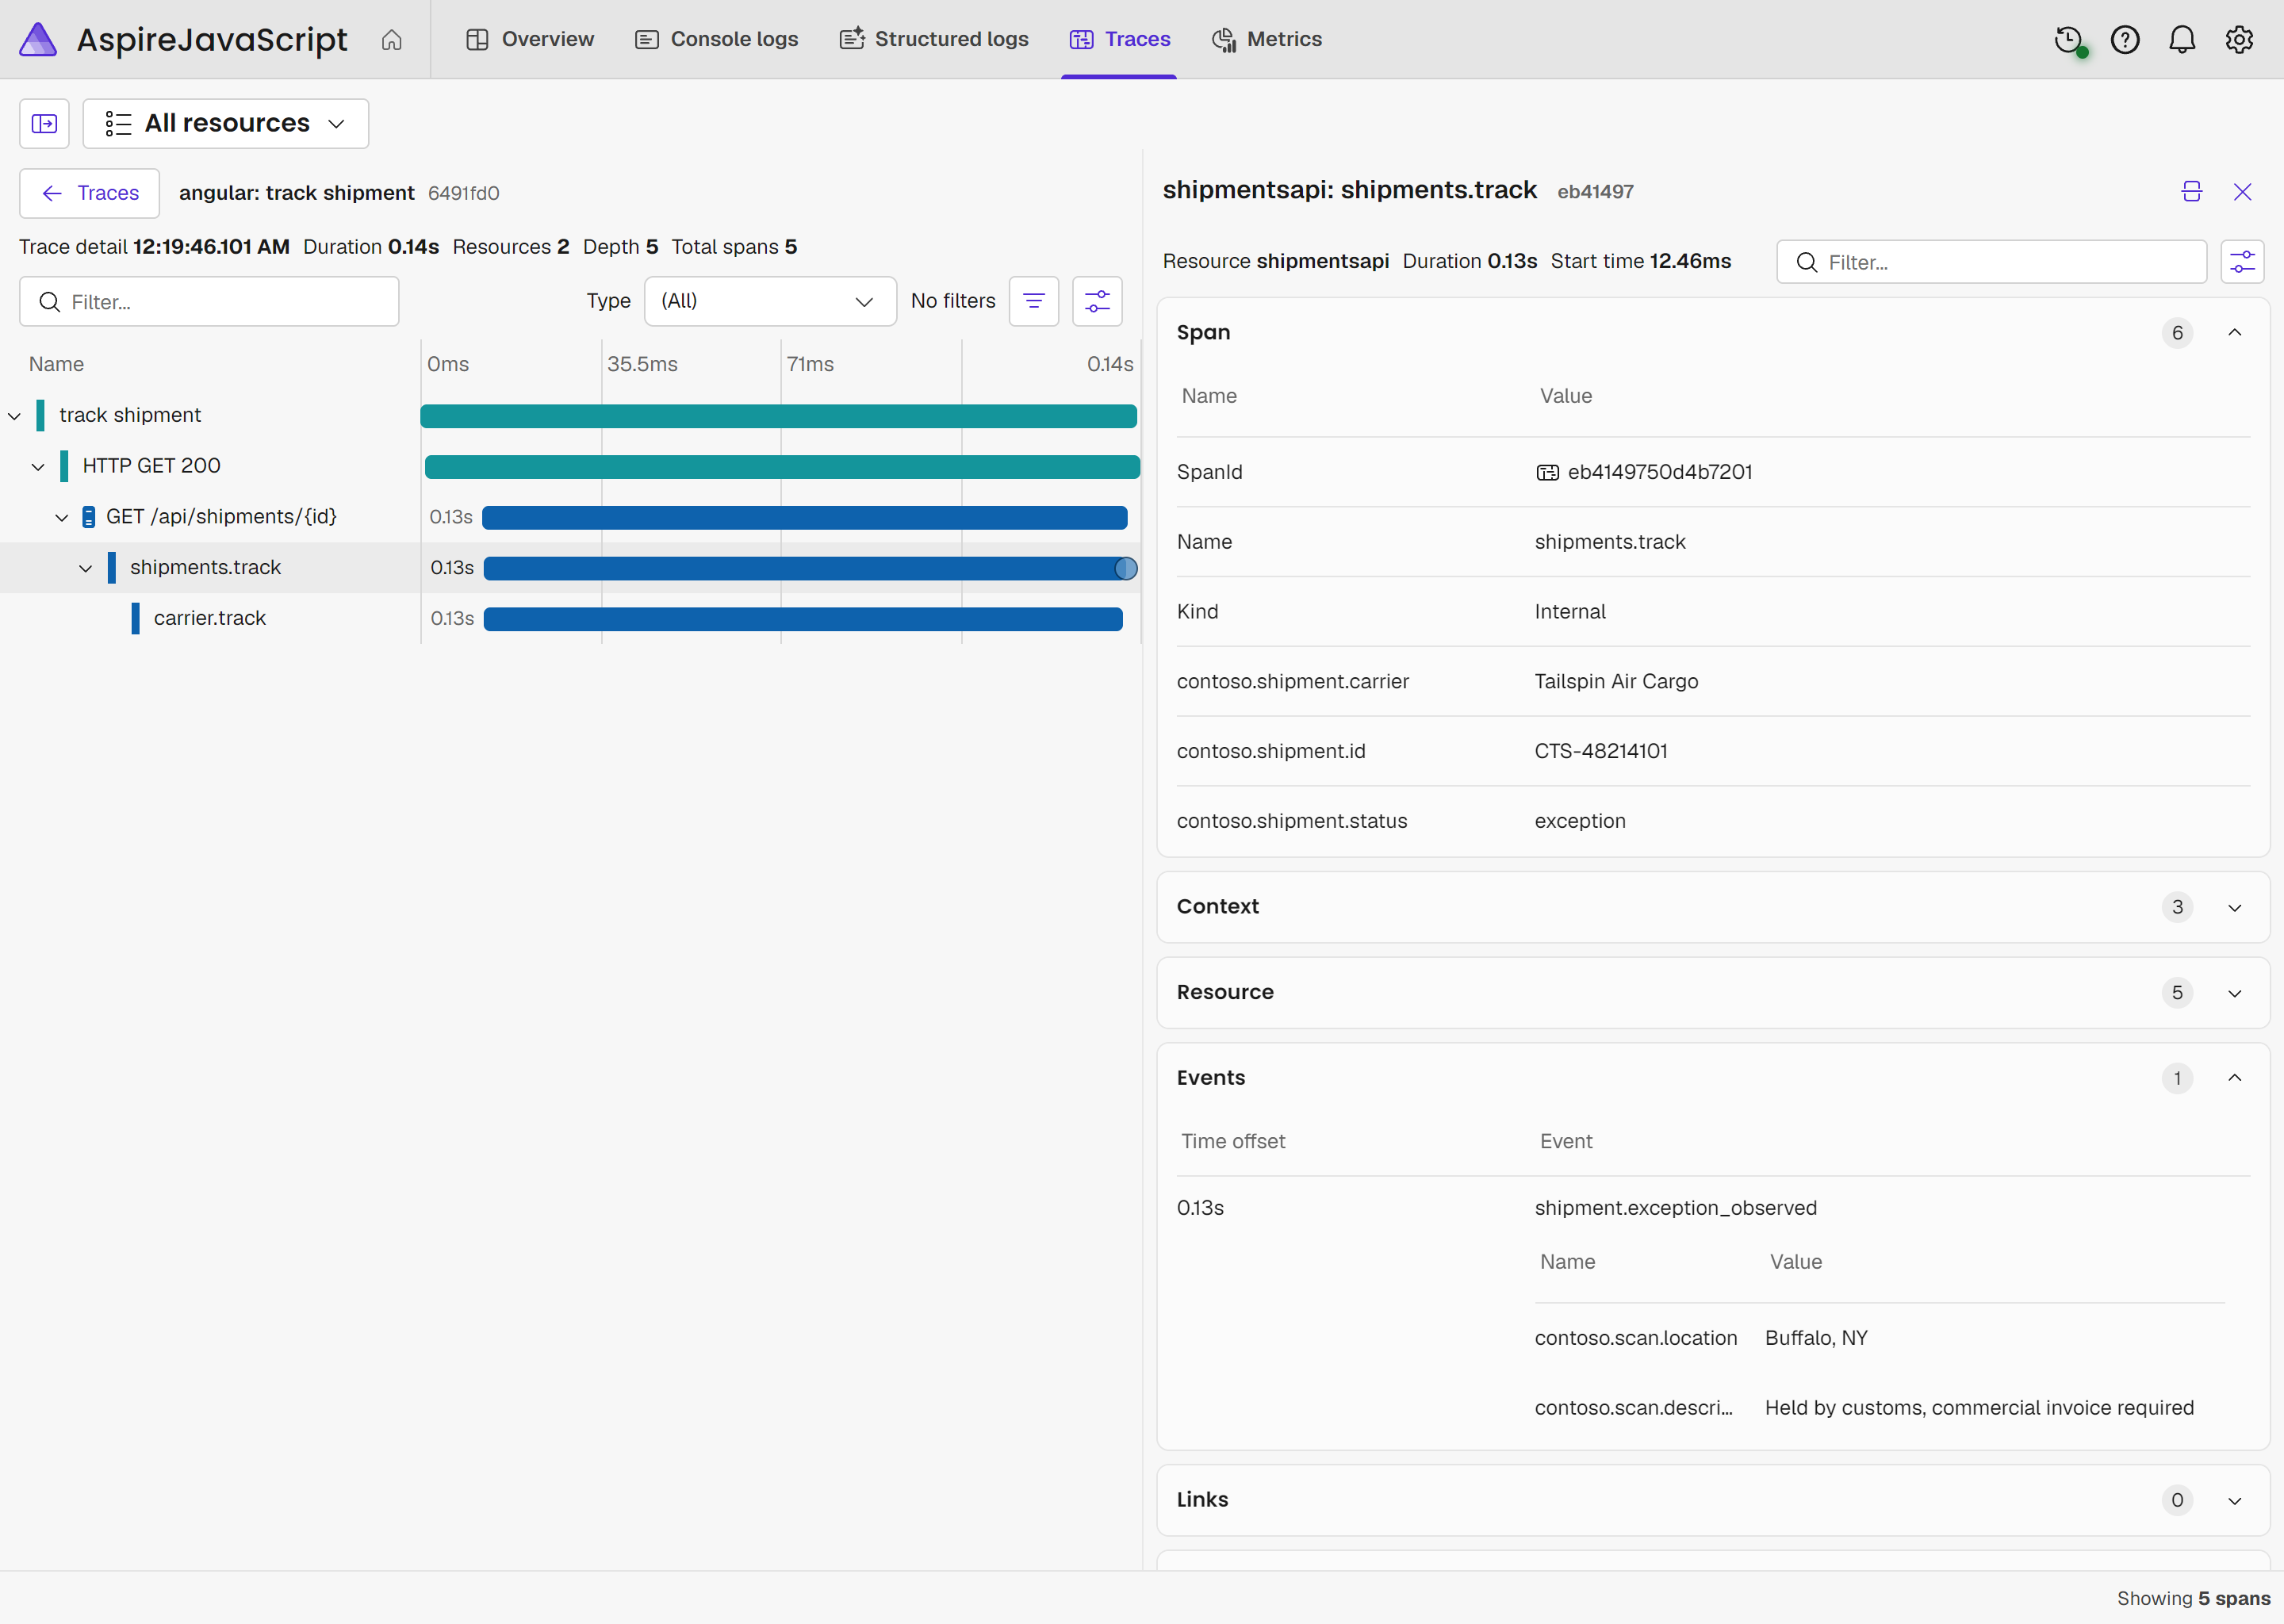 AspireJavaScript
Overview
Console logs
Structured logs
Traces
Metrics
All resources
Traces
angular: track shipment 6491fd0
Trace detail 12:19:46.101 AM Duration 0.14s Resources 2 Depth 5 Total spans 5
Filter...
Type
(All)
No filters
Name
0ms
35.5ms
71ms
0.14s
track shipment
HTTP GET 200
GET /api/shipments/{id}
0.13s
shipments.track
0.13s
carrier.track
0.13s
shipmentsapi: shipments.track eb41497
Resource shipmentsapi Duration 0.13s Start time 12.46ms
Filter...
Span
6
Name
Value
SpanId
eb4149750d4b7201
Name
shipments.track
Kind
Internal
contoso.shipment.carrier
Tailspin Air Cargo
contoso.shipment.id
CTS-48214101
contoso.shipment.status
exception
Context
3
Resource
5
Events
1
Time offset
Event
0.13s
shipment.exception_observed
Name
Value
contoso.scan.location
Buffalo, NY
contoso.scan.descri...
Held by customs, commercial invoice required
Links
0
Showing 5 spans